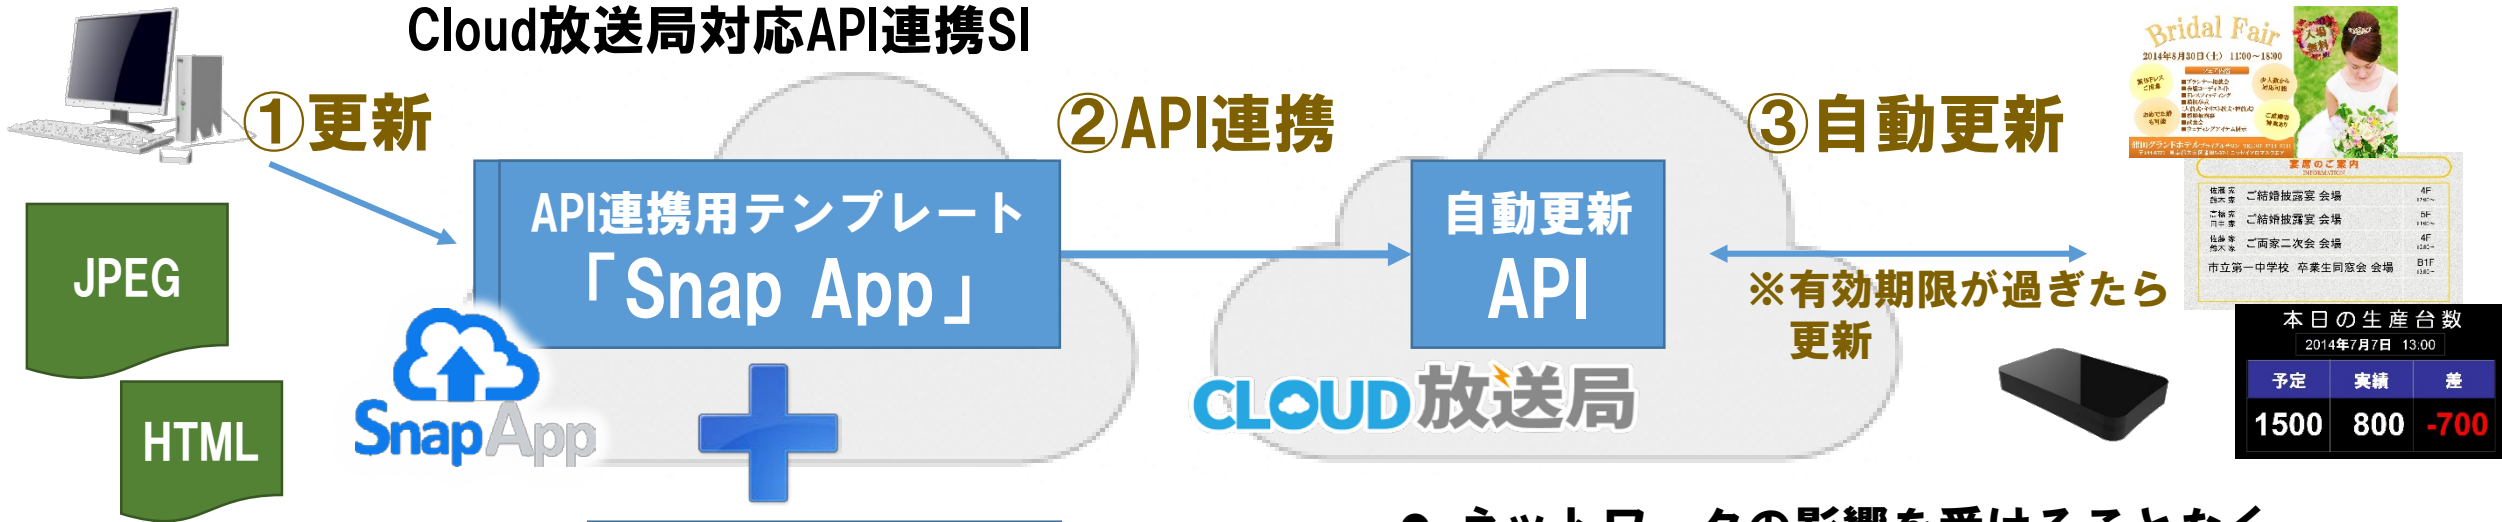 Cloud放送局対応API連携SI
①更新
②API連携
③自動更新
API連携用テンプレート
「Snap App」
自動更新
API
JPEG
HTML
SnapApp
CLOUD放送局
※有効期限が過ぎたら
更新
Bridal Fair
2014年8月30日(土) 11:00~18:00
入場
無料
宴席のご案内
INFORMATION
ご結婚披露宴 会場
4F
ご結婚披露宴 会場
5F
ご両家二次会 会場
4F
市立第一中学校 卒業生同窓会 会場
B1F
本日の生産台数
2014年7月7日 13:00
予定 実績 差
1500 800 -700